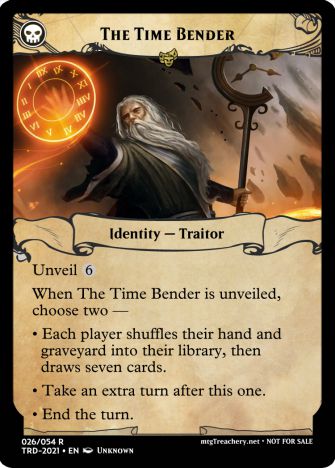 The Time Bender
Identity — Traitor
Unveil 6
When The Time Bender is unveiled,
choose two —
• Each player shuffles their hand and
graveyard into their library, then
draws seven cards.
• Take an extra turn after this one.
• End the turn.
026/054 R
TRD-2021 • EN Unknown
mtgTreachery.net • NOT FOR SALE